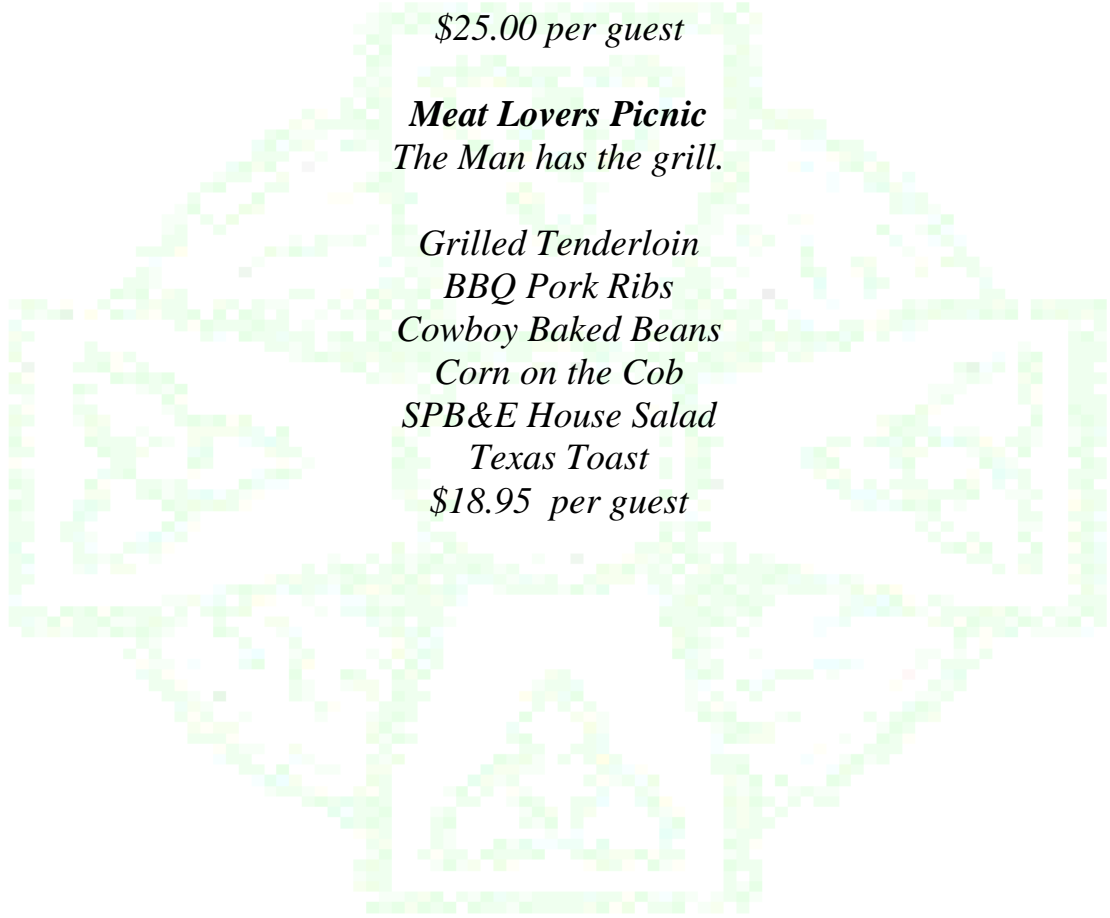 $25.00 per guest
Meat Lovers Picnic
The Man has the grill.
Grilled Tenderloin
BBQ Pork Ribs
Cowboy Baked Beans
Corn on the Cob
SPB&E House Salad
Texas Toast
$18.95  per guest